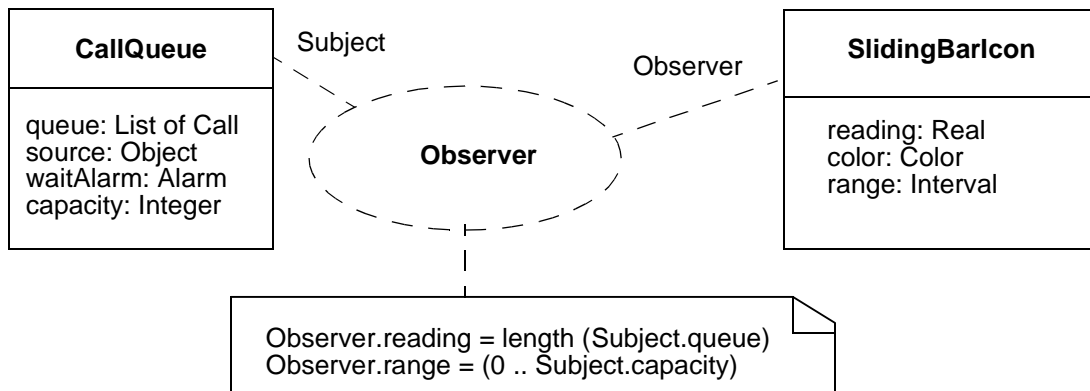 CallQueue
queue: List of Call
source: Object
waitAlarm: Alarm
capacity: Integer
Subject
Observer
Observer
SlidingBarIcon
reading: Real
color: Color
range: Interval
Observer.reading = length (Subject.queue)
Observer.range = (0 .. Subject.capacity)